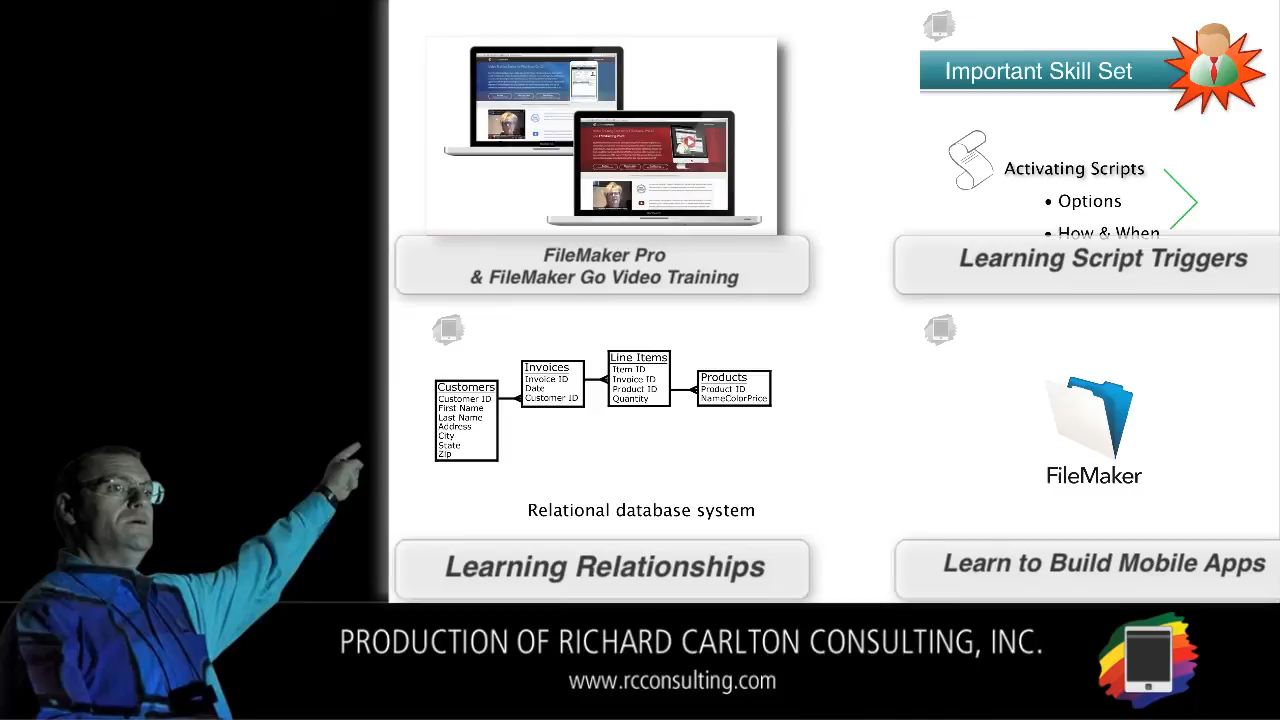 FileMaker Pro
& FileMaker Go Video Training
Important Skill Set
Activating Scripts
• Options
• How & When
Learning Script Triggers
Customers
Customer ID
First Name
Last Name
Address
City
State
Zip
Invoices
Invoice ID
Date
Customer ID
Line Items
Item ID
Invoice ID
Product ID
Quantity
Products
Product ID
NameColorPrice
Relational database system
Learning Relationships
FileMaker
Learn to Build Mobile Apps
PRODUCTION OF RICHARD CARLTON CONSULTING, INC.
www.rcconsulting.com